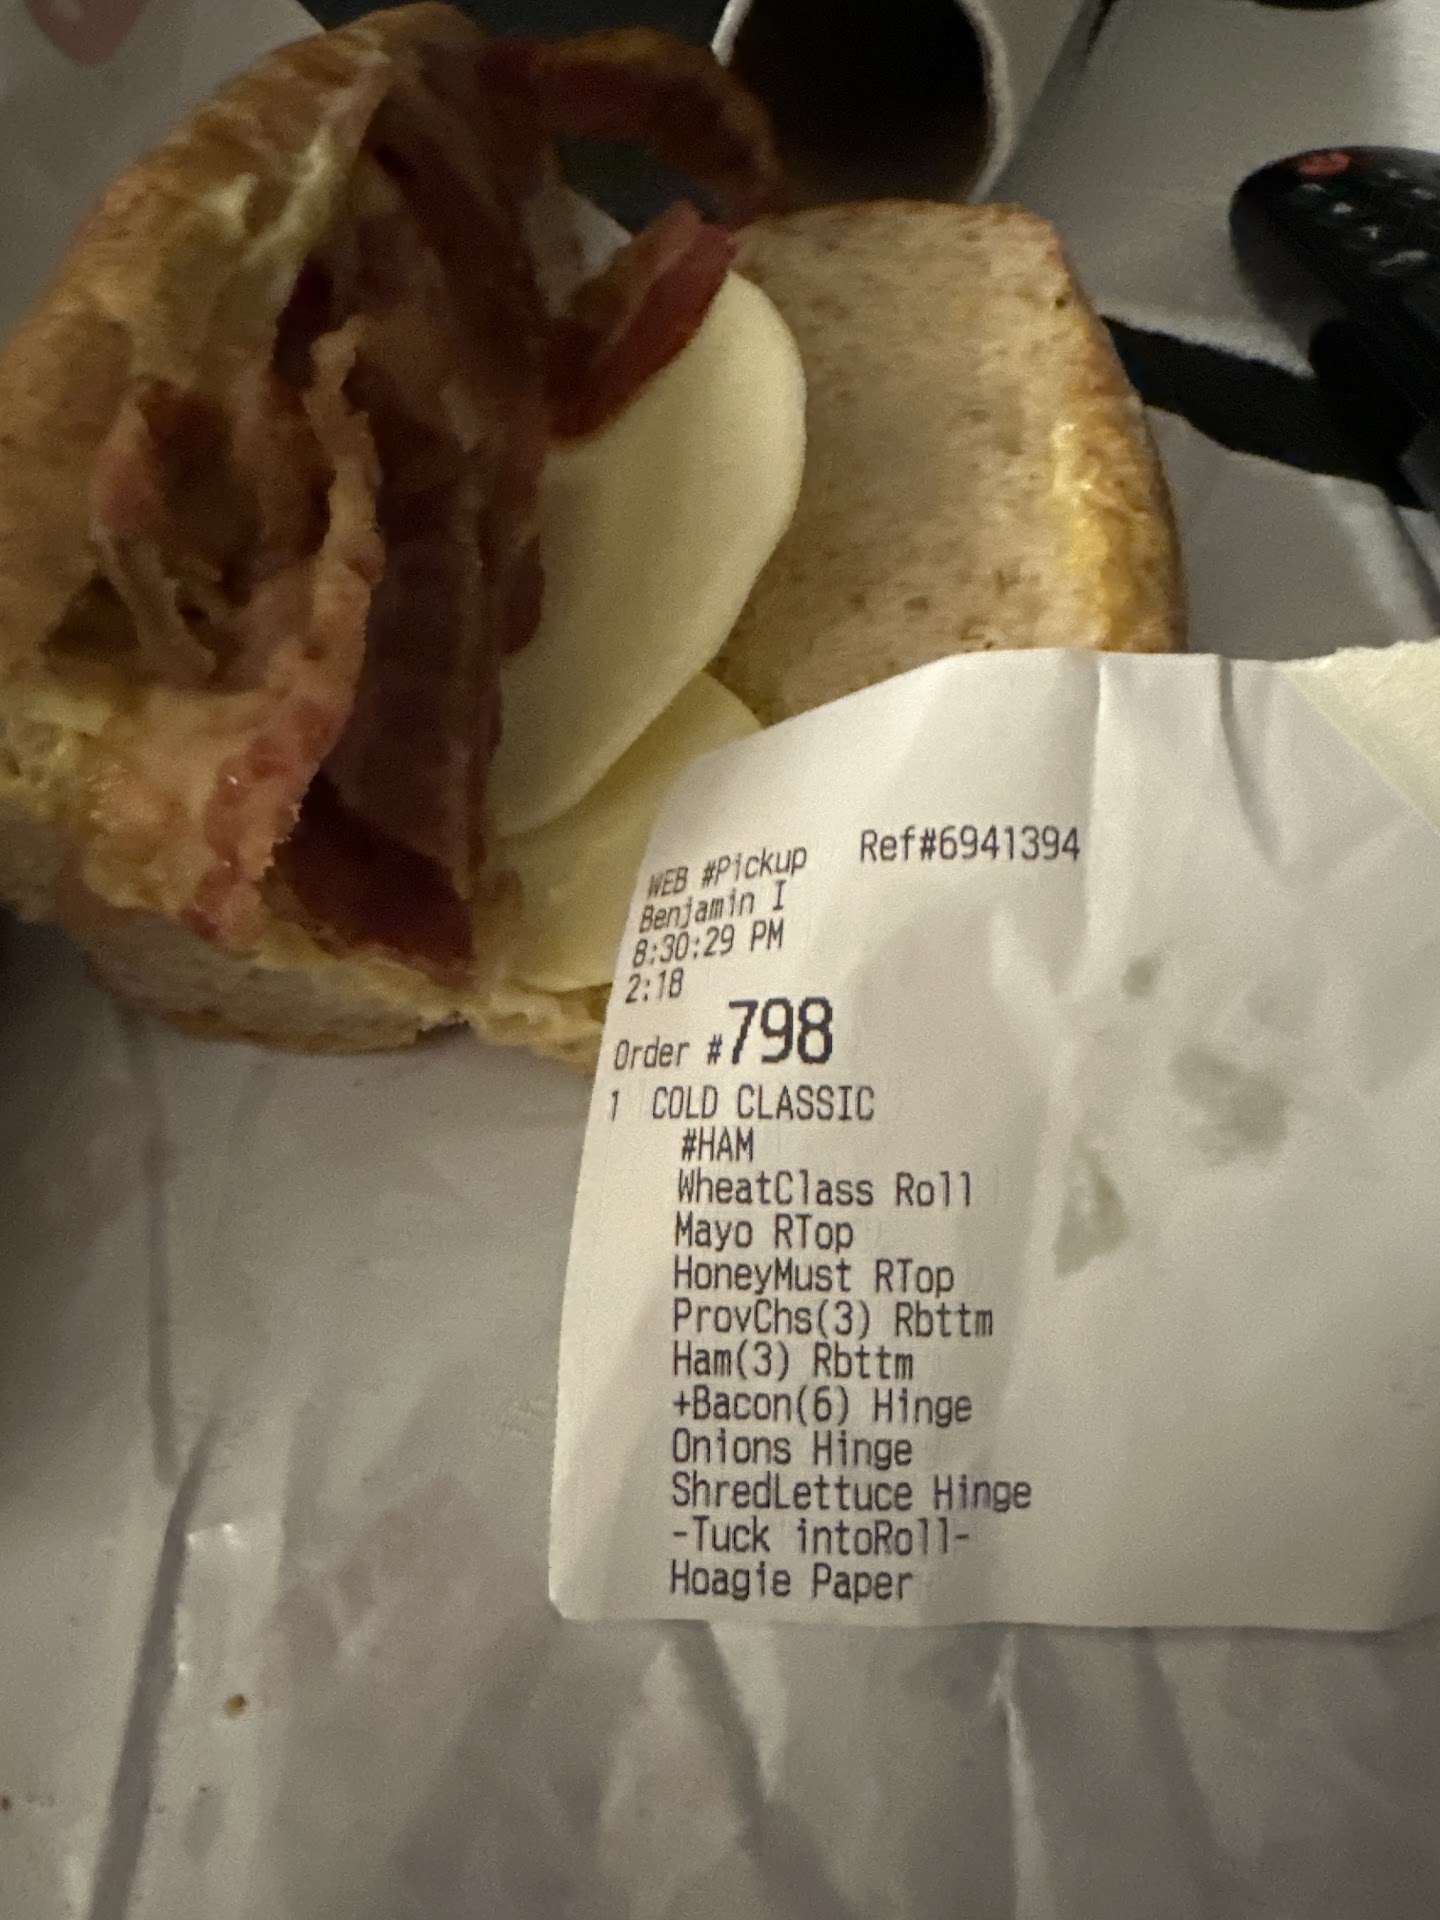 WEB #Pickup Ref#6941394
Benjamin I
8:30:29 PM
2:18
Order #798
1 COLD CLASSIC
#HAM
WheatClass Roll
Mayo RTop
HoneyMust RTop
ProvChs(3) Rbttm
Ham(3) Rbttm
+Bacon(6) Hinge
Onions Hinge
ShredLettuce Hinge
-Tuck intoRoll-
Hoagie Paper